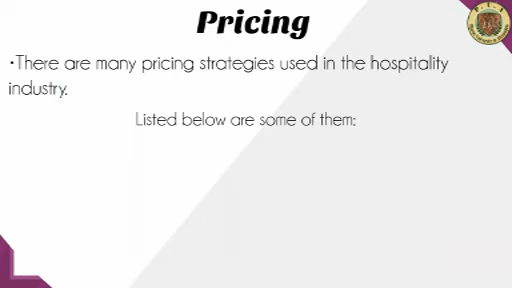 Pricing
•There are many pricing strategies used in the hospitality
industry.
Listed below are some of them: